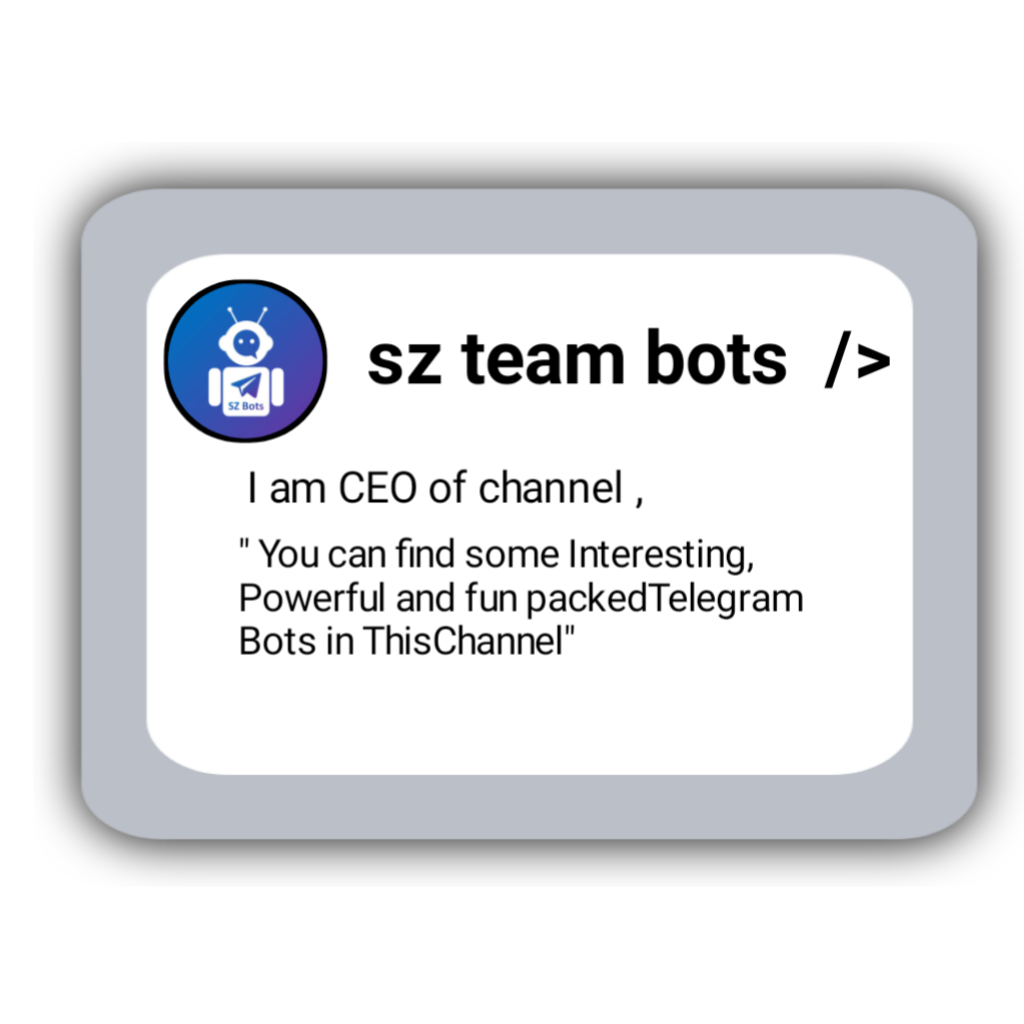 sz team bots />
SZ Bots
I am CEO of channel ,
" You can find some Interesting,
Powerful and fun packedTelegram
Bots in ThisChannel"